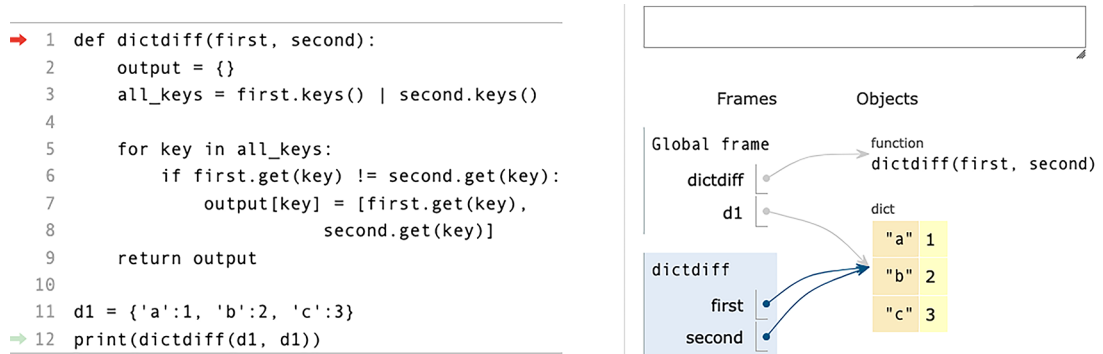 1 def dictdiff(first, second):
2 output = {}
3 all_keys = first.keys() | second.keys()
4
5 for key in all_keys:
6 if first.get(key) != second.get(key):
7 output[key] = [first.get(key),
8 second.get(key)]
9 return output
10
11 d1 = {'a':1, 'b':2, 'c':3}
12 print(dictdiff(d1, d1))
Frames Objects
Global frame
dictdiff
d1
function
dictdiff(first, second)
dict
"a" 1
"b" 2
"c" 3
dictdiff
first
second